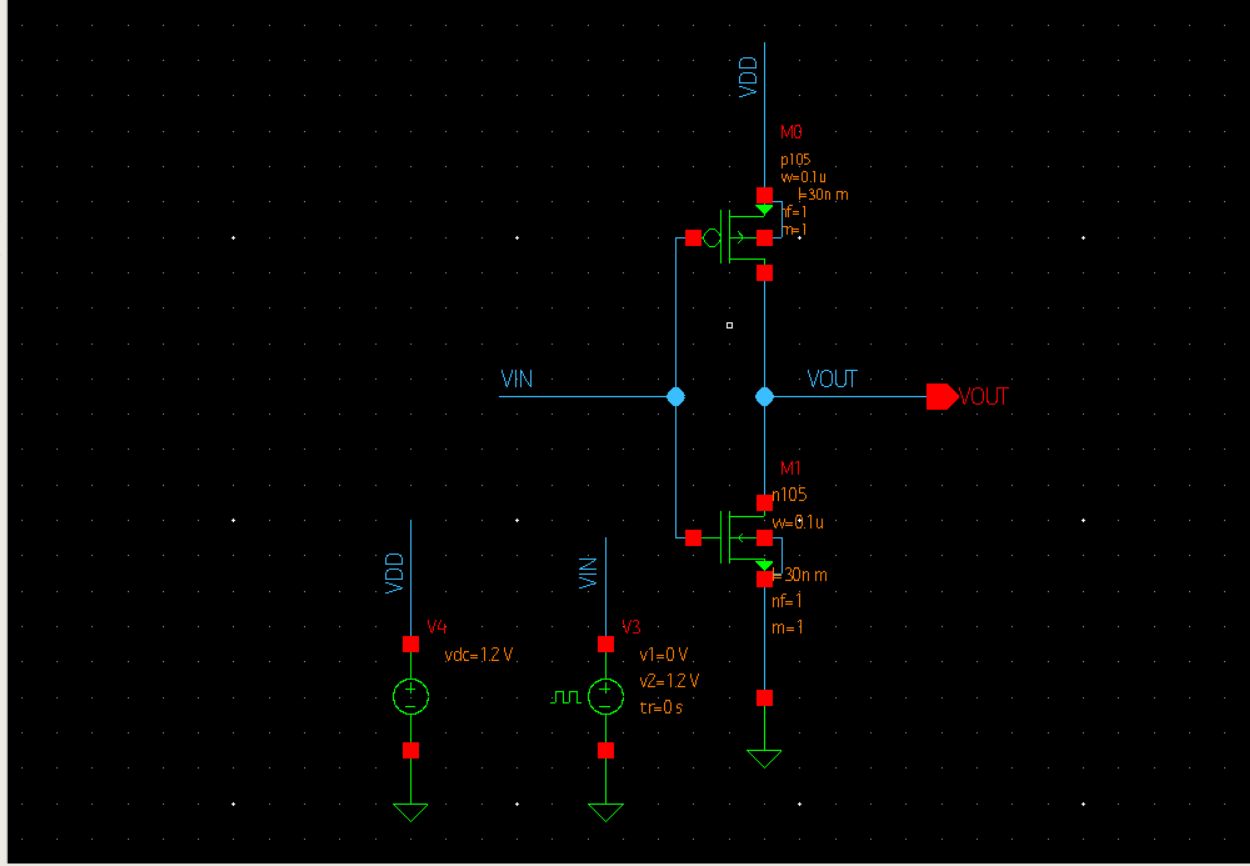 VDD
M0
p105
w=0.1u
l=30n m
nf=1
m=1
VIN
VOUT
VOUT
M1
n105
w=0.1u
l=30n m
nf=1
m=1
VDD
VIN
V4
vdc=1.2 V
V3
v1=0 V
v2=1.2 V
tr=0 s